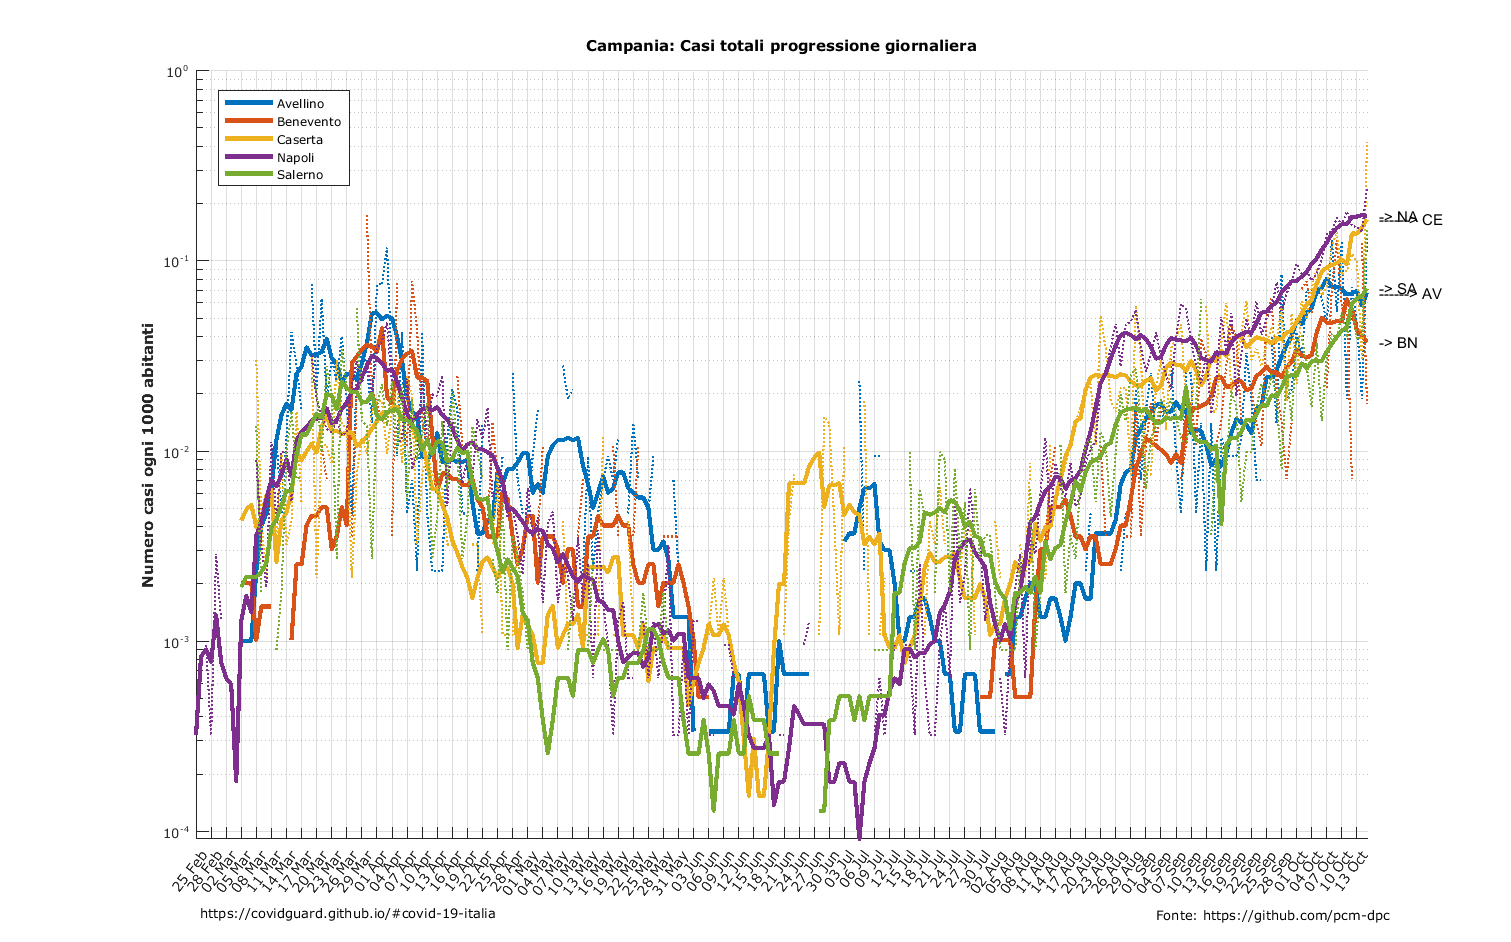 Campania: Casi totali progressione giornaliera
Numero casi ogni 1000 abitanti
10^0
10^-1
10^-2
10^-3
10^-4
Avellino
Benevento
Caserta
Napoli
Salerno
-> NA
-------> CE
-> SA
-------> AV
-> BN
25 Feb
28 Feb
02 Mar
05 Mar
08 Mar
11 Mar
14 Mar
17 Mar
20 Mar
23 Mar
26 Mar
29 Mar
01 Apr
04 Apr
07 Apr
10 Apr
13 Apr
16 Apr
19 Apr
22 Apr
25 Apr
28 Apr
01 May
04 May
07 May
10 May
13 May
16 May
19 May
22 May
25 May
28 May
31 May
03 Jun
06 Jun
09 Jun
12 Jun
15 Jun
18 Jun
21 Jun
24 Jun
27 Jun
30 Jun
03 Jul
06 Jul
09 Jul
12 Jul
15 Jul
18 Jul
21 Jul
24 Jul
27 Jul
30 Jul
02 Aug
05 Aug
08 Aug
11 Aug
14 Aug
17 Aug
20 Aug
23 Aug
26 Aug
29 Aug
01 Sep
04 Sep
07 Sep
10 Sep
13 Sep
16 Sep
19 Sep
22 Sep
25 Sep
28 Sep
01 Oct
04 Oct
07 Oct
10 Oct
13 Oct
https://covidguard.github.io/#covid-19-italia
Fonte: https://github.com/pcm-dpc